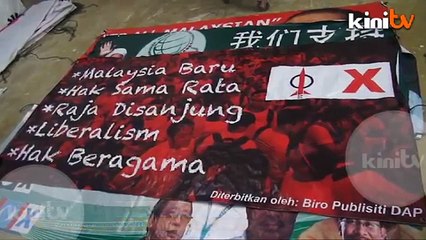 kinitv
MALAYSIAN"
我们支持
*Malaysia Baru
*Hak Sama Rata
*Raja Disanjung
*Liberalism
*Hak Beragama
X
Diterbitkan oleh: Biro Publisiti DAP
kinitv